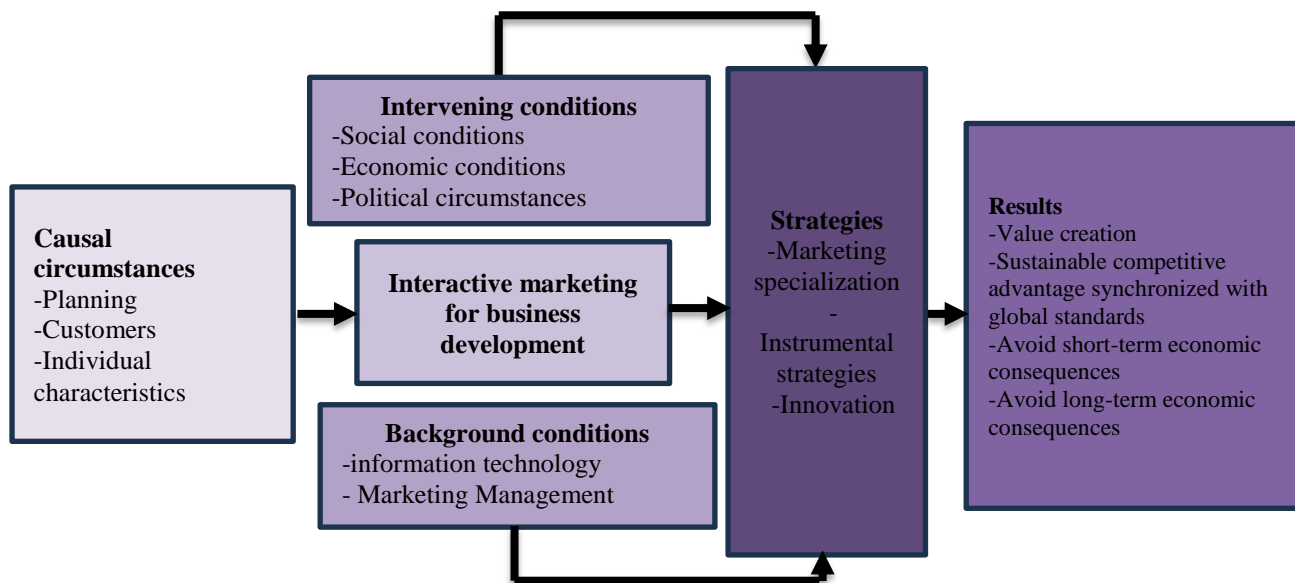 Causal
circumstances
-Planning
-Customers
-Individual
characteristics
Intervening conditions
-Social conditions
-Economic conditions
-Political circumstances
Interactive marketing
for business
development
Background conditions
-information technology
- Marketing Management
Strategies
-Marketing
specialization
-
Instrumental
strategies
-Innovation
Results
-Value creation
-Sustainable competitive
advantage synchronized with
global standards
-Avoid short-term economic
consequences
-Avoid long-term economic
consequences